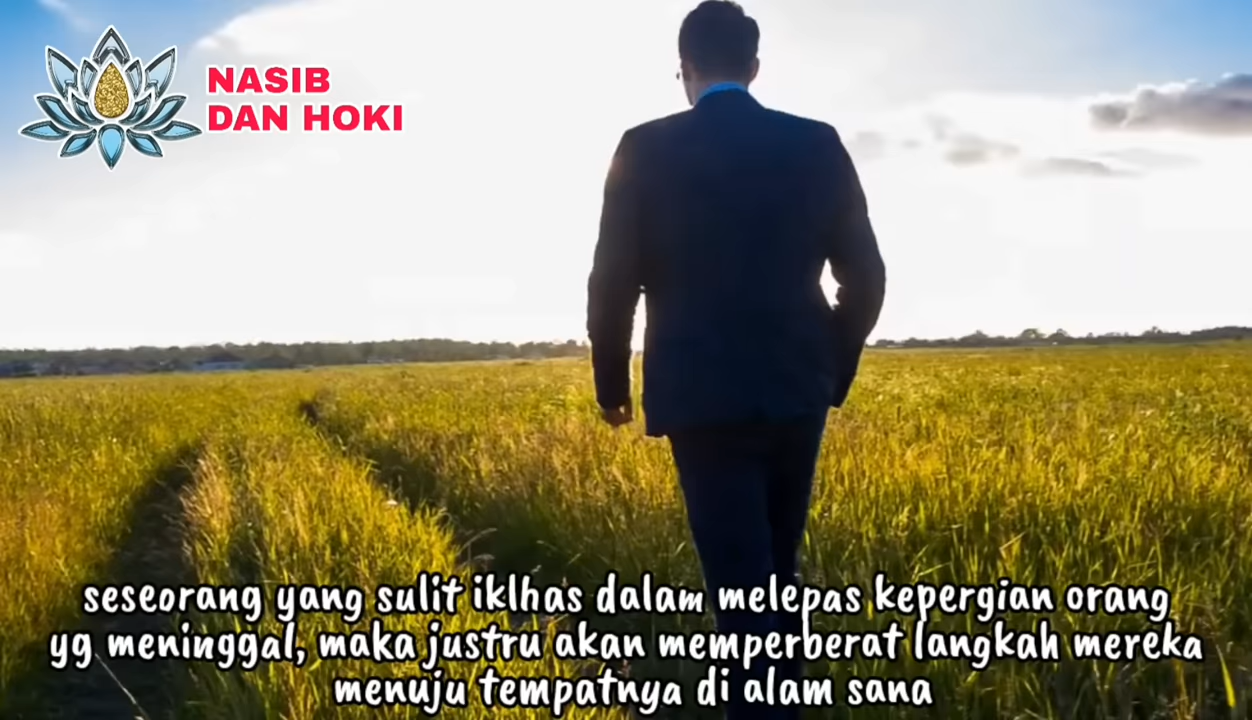 NASIB
DAN HOKI
seseorang yang sulit iklhas dalam melepas kepergian orang
yg meninggal, maka justru akan memperberat langkah mereka
menuju tempatnya di alam sana